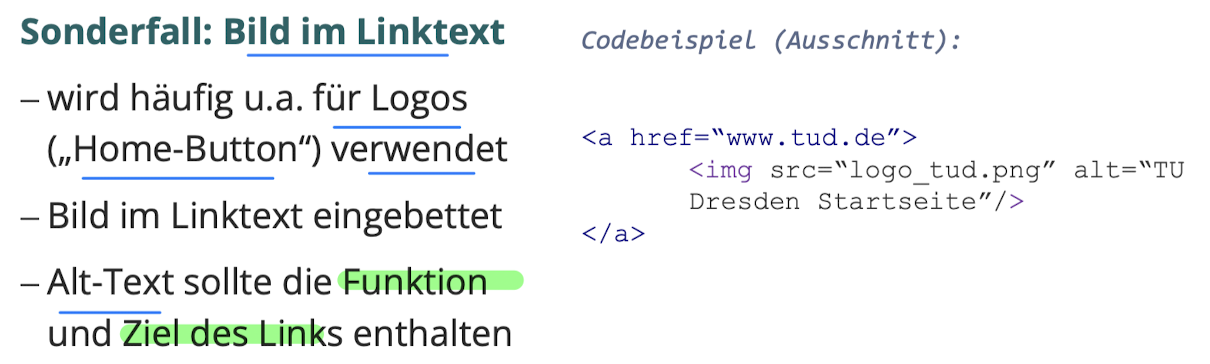 Sonderfall: Bild im Linktext
– wird häufig u.a. für Logos
(„Home-Button“) verwendet
– Bild im Linktext eingebettet
– Alt-Text sollte die Funktion
und Ziel des Links enthalten
Codebeispiel (Ausschnitt):
<a href=“www.tud.de”>
<img src=“logo_tud.png” alt=“TU
Dresden Startseite”/>
</a>